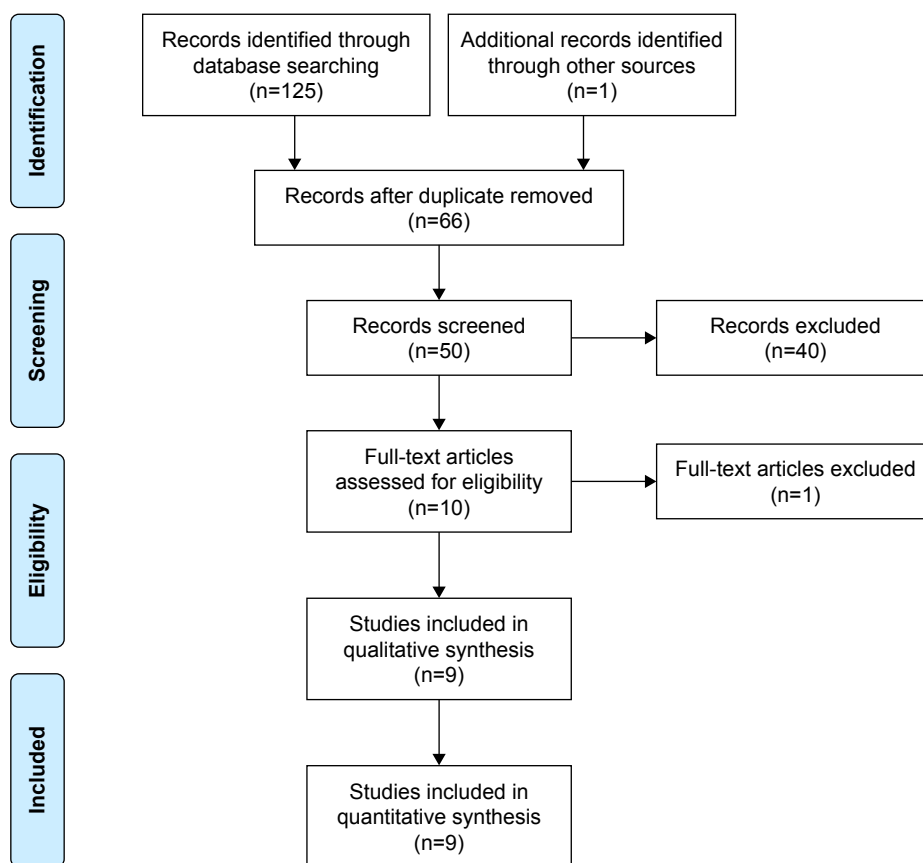 Identification
Records identified through
database searching
(n=125)
Additional records identified
through other sources
(n=1)
Records after duplicate removed
(n=66)
Screening
Records screened
(n=50)
Records excluded
(n=40)
Eligibility
Full-text articles
assessed for eligibility
(n=10)
Full-text articles excluded
(n=1)
Studies included in
qualitative synthesis
(n=9)
Included
Studies included in
quantitative synthesis
(n=9)